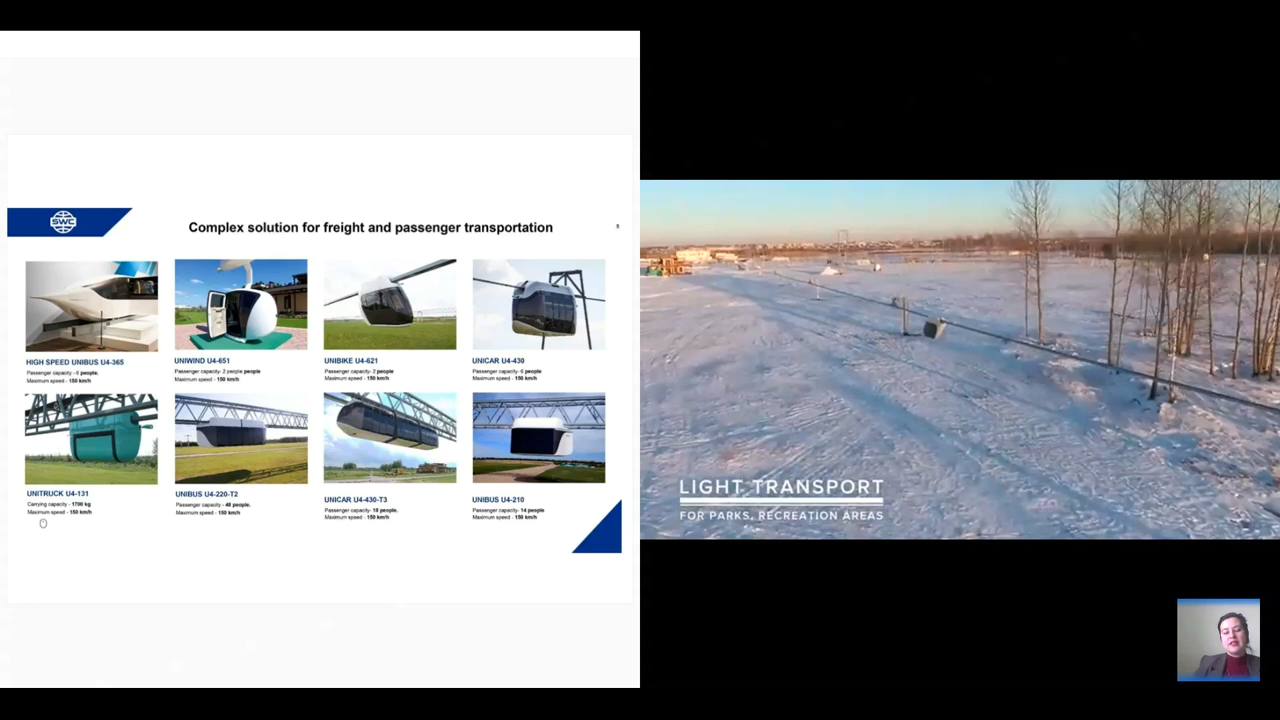 SWC
Complex solution for freight and passenger transportation
HIGH SPEED UNIBUS U4-365
Passenger capacity - 6 people.
Maximum speed - 150 km/h
UNIWIND U4-651
Passenger capacity- 2 people people
Maximum speed - 150 km/h
UNIBIKE U4-621
Passenger capacity- 2 people
Maximum speed - 150 km/h
UNICAR U4-430
Passenger capacity - 6 people
Maximum speed - 150 km/h
UNITRUCK U4-131
Carrying capacity - 1700 kg
Maximum speed - 150 km/h
UNIBUS U4-220-T2
Passenger capacity - 48 people.
Maximum speed - 150 km/h
UNICAR U4-430-T3
Passenger capacity - 18 people.
Maximum speed - 150 km/h
UNIBUS U4-210
Passenger capacity - 14 people
Maximum speed - 150 km/h
LIGHT TRANSPORT
FOR PARKS, RECREATION AREAS